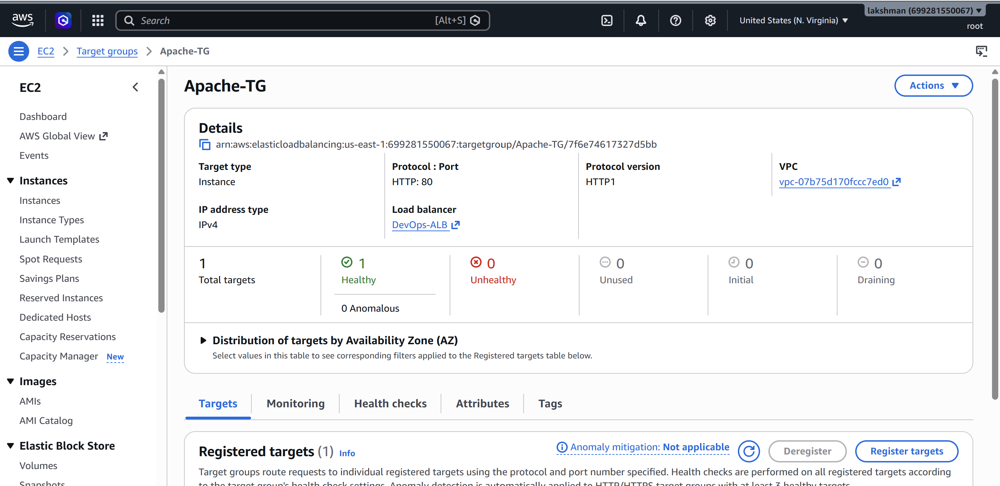 aws
Search [Alt+S]
United States (N. Virginia)
lakshman (699281550067)
root
EC2 > Target groups > Apache-TG
EC2
Dashboard
AWS Global View
Events
Instances
Instances
Instance Types
Launch Templates
Spot Requests
Savings Plans
Reserved Instances
Dedicated Hosts
Capacity Reservations
Capacity Manager New
Images
AMIs
AMI Catalog
Elastic Block Store
Volumes
Snapshots
Apache-TG
Actions
Details
arn:aws:elasticloadbalancing:us-east-1:699281550067:targetgroup/Apache-TG/7f6e74617327d5bb
Target type
Instance
Protocol : Port
HTTP: 80
Protocol version
HTTP1
VPC
vpc-07b75d170fccc7ed0
IP address type
IPv4
Load balancer
DevOps-ALB
1
Total targets
1
Healthy
0 Anomalous
0
Unhealthy
0
Unused
0
Initial
0
Draining
Distribution of targets by Availability Zone (AZ)
Select values in this table to see corresponding filters applied to the Registered targets table below.
Targets
Monitoring
Health checks
Attributes
Tags
Registered targets (1) Info
Anomaly mitigation: Not applicable
Deregister
Register targets
Target groups route requests to individual registered targets using the protocol and port number specified. Health checks are performed on all registered targets according
to the target group's health check settings. Anomaly detection is automatically applied to HTTP/HTTPS target groups with at least 3 healthy targets.